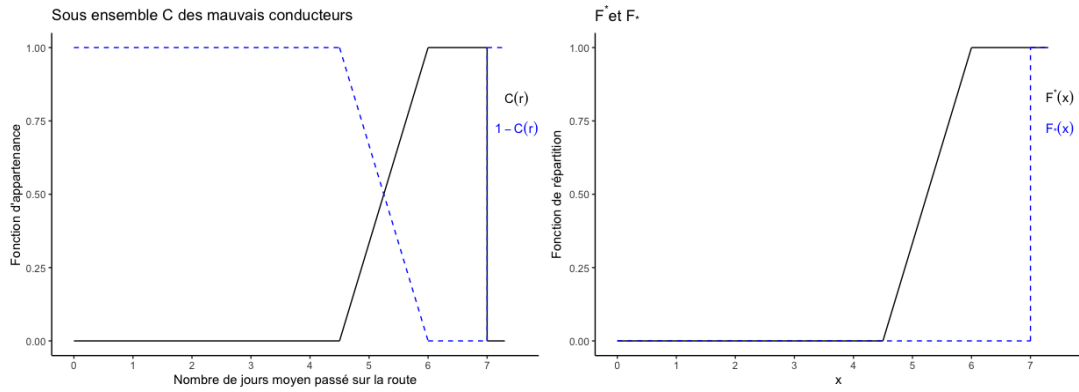 Sous ensemble C des mauvais conducteurs
1.00
0.75
0.50
0.25
0.00
Fonction d'appartenance
C(r)
1 − C(r)
0 1 2 3 4 5 6 7
Nombre de jours moyen passé sur la route
F* et F*
1.00
0.75
0.50
0.25
0.00
Fonction de répartition
F*(x)
F*(x)
0 1 2 3 4 5 6 7
x